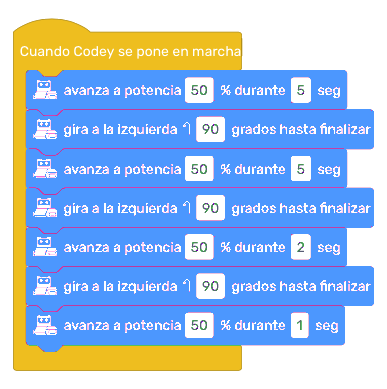 Cuando Codey se pone en marcha
avanza a potencia 50 % durante 5 seg
gira a la izquierda ↰ 90 grados hasta finalizar
avanza a potencia 50 % durante 5 seg
gira a la izquierda ↰ 90 grados hasta finalizar
avanza a potencia 50 % durante 2 seg
gira a la izquierda ↰ 90 grados hasta finalizar
avanza a potencia 50 % durante 1 seg